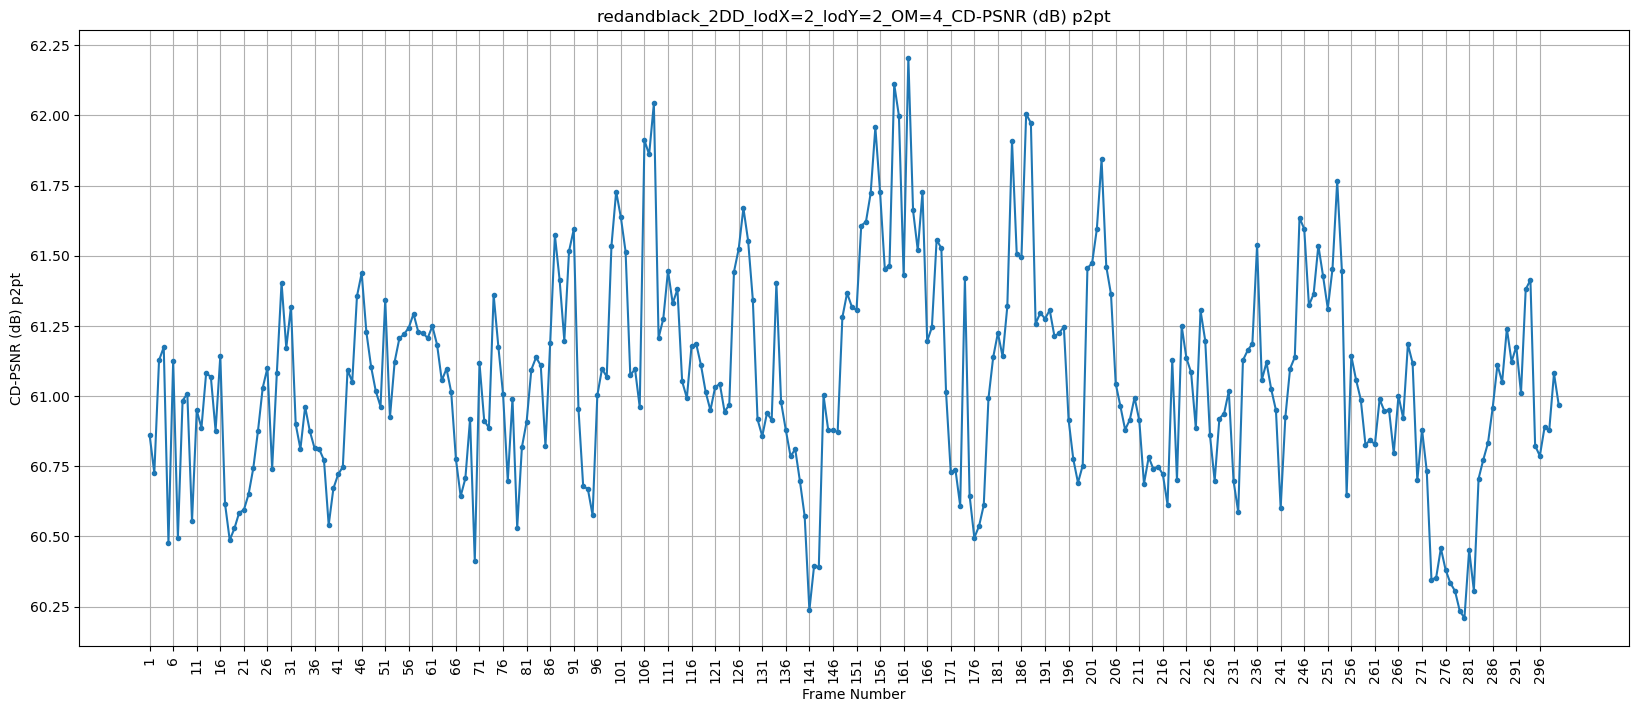 redandblack_2DD_lodX=2_lodY=2_OM=4_CD-PSNR (dB) p2pt
CD-PSNR (dB) p2pt
62.25
62.00
61.75
61.50
61.25
61.00
60.75
60.50
60.25
1 6 11 16 21 26 31 36 41 46 51 56 61 66 71 76 81 86 91 96 101 106 111 116 121 126 131 136 141 146 151 156 161 166 171 176 181 186 191 196 201 206 211 216 221 226 231 236 241 246 251 256 261 266 271 276 281 286 291 296
Frame Number